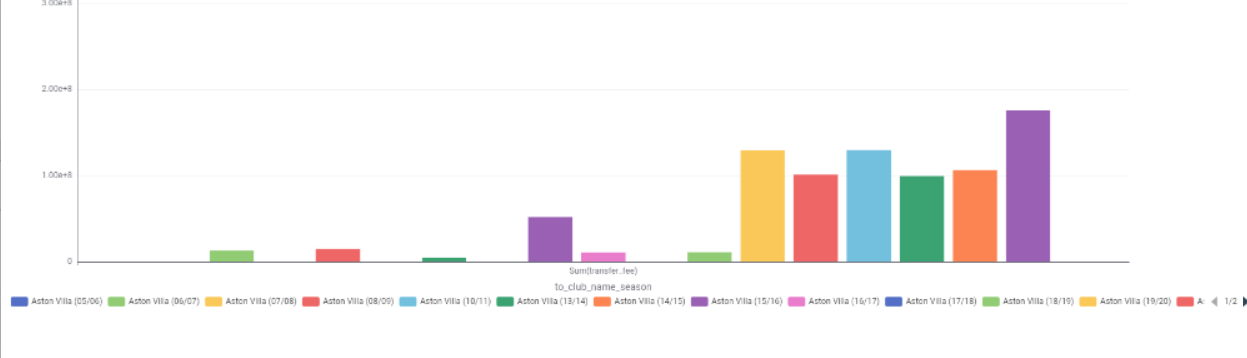 3.00e+8
2.00e+8
1.00e+8
0
Sum(transfer_fee)
to_club_name_season
Aston Villa (05/06) Aston Villa (06/07) Aston Villa (07/08) Aston Villa (08/09) Aston Villa (10/11) Aston Villa (13/14) Aston Villa (14/15) Aston Villa (15/16) Aston Villa (16/17) Aston Villa (17/18) Aston Villa (18/19) Aston Villa (19/20) A 1/2